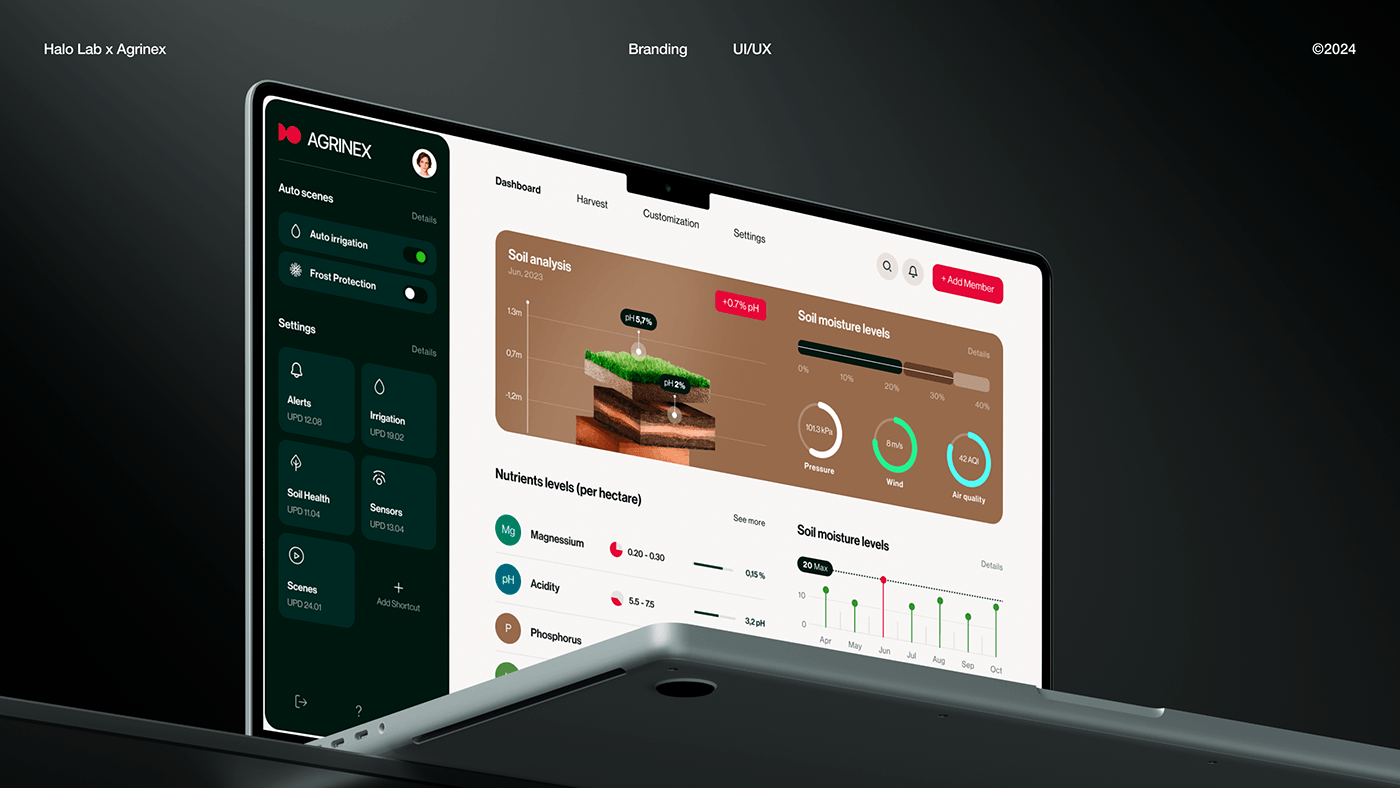 Halo Lab x Agrinex
Branding
UI/UX
©2024
AGRINEX
Auto scenes
Details
Auto irrigation
Frost Protection
Settings
Details
Alerts
UPD 12.08
Irrigation
UPD 19.02
Soil Health
UPD 11.04
Sensors
UPD 13.04
Scenes
UPD 24.01
+
Add Shortcut
?
Dashboard
Harvest
Customization
Settings
+ Add Member
Soil analysis
Jun, 2023
+0.7% pH
1.3m
0,7m
-1,2m
pH 5,7%
pH 2%
Soil moisture levels
Details
0%
10%
20%
30%
40%
101.3 kPa
Pressure
8 m/s
Wind
42 AQI
Air quality
Nutrients levels (per hectare)
See more
Mg
Magnessium
0.20 - 0.30
0,15 %
pH
Acidity
5.5 - 7.5
3,2 pH
P
Phosphorus
Soil moisture levels
Details
20 Max
10
0
Apr
May
Jun
Jul
Aug
Sep
Oct